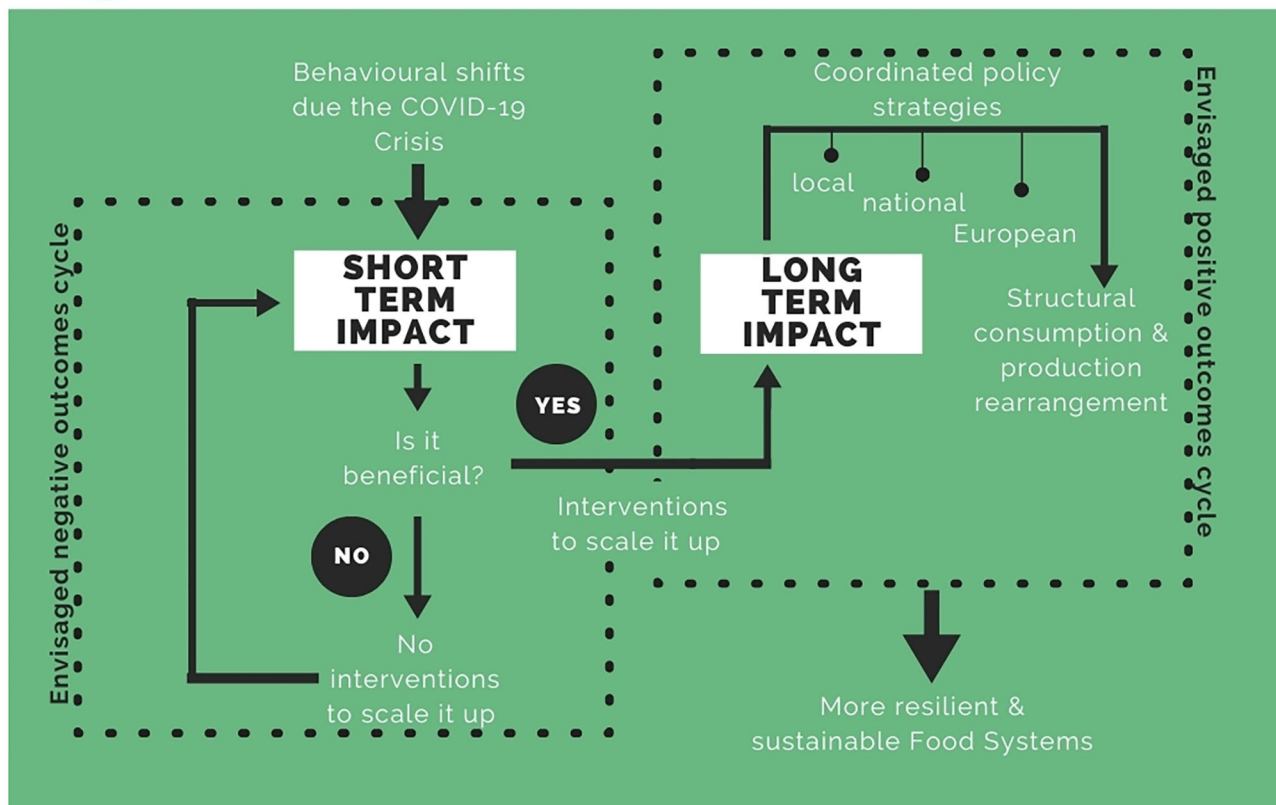 Behavioural shifts
due the COVID-19
Crisis
Envisaged negative outcomes cycle
SHORT
TERM
IMPACT
Is it
beneficial?
YES
NO
No
interventions
to scale it up
Interventions
to scale it up
LONG
TERM
IMPACT
Coordinated policy
strategies
local
national
European
Structural
consumption &
production
rearrangement
Envisaged positive outcomes cycle
More resilient &
sustainable Food Systems